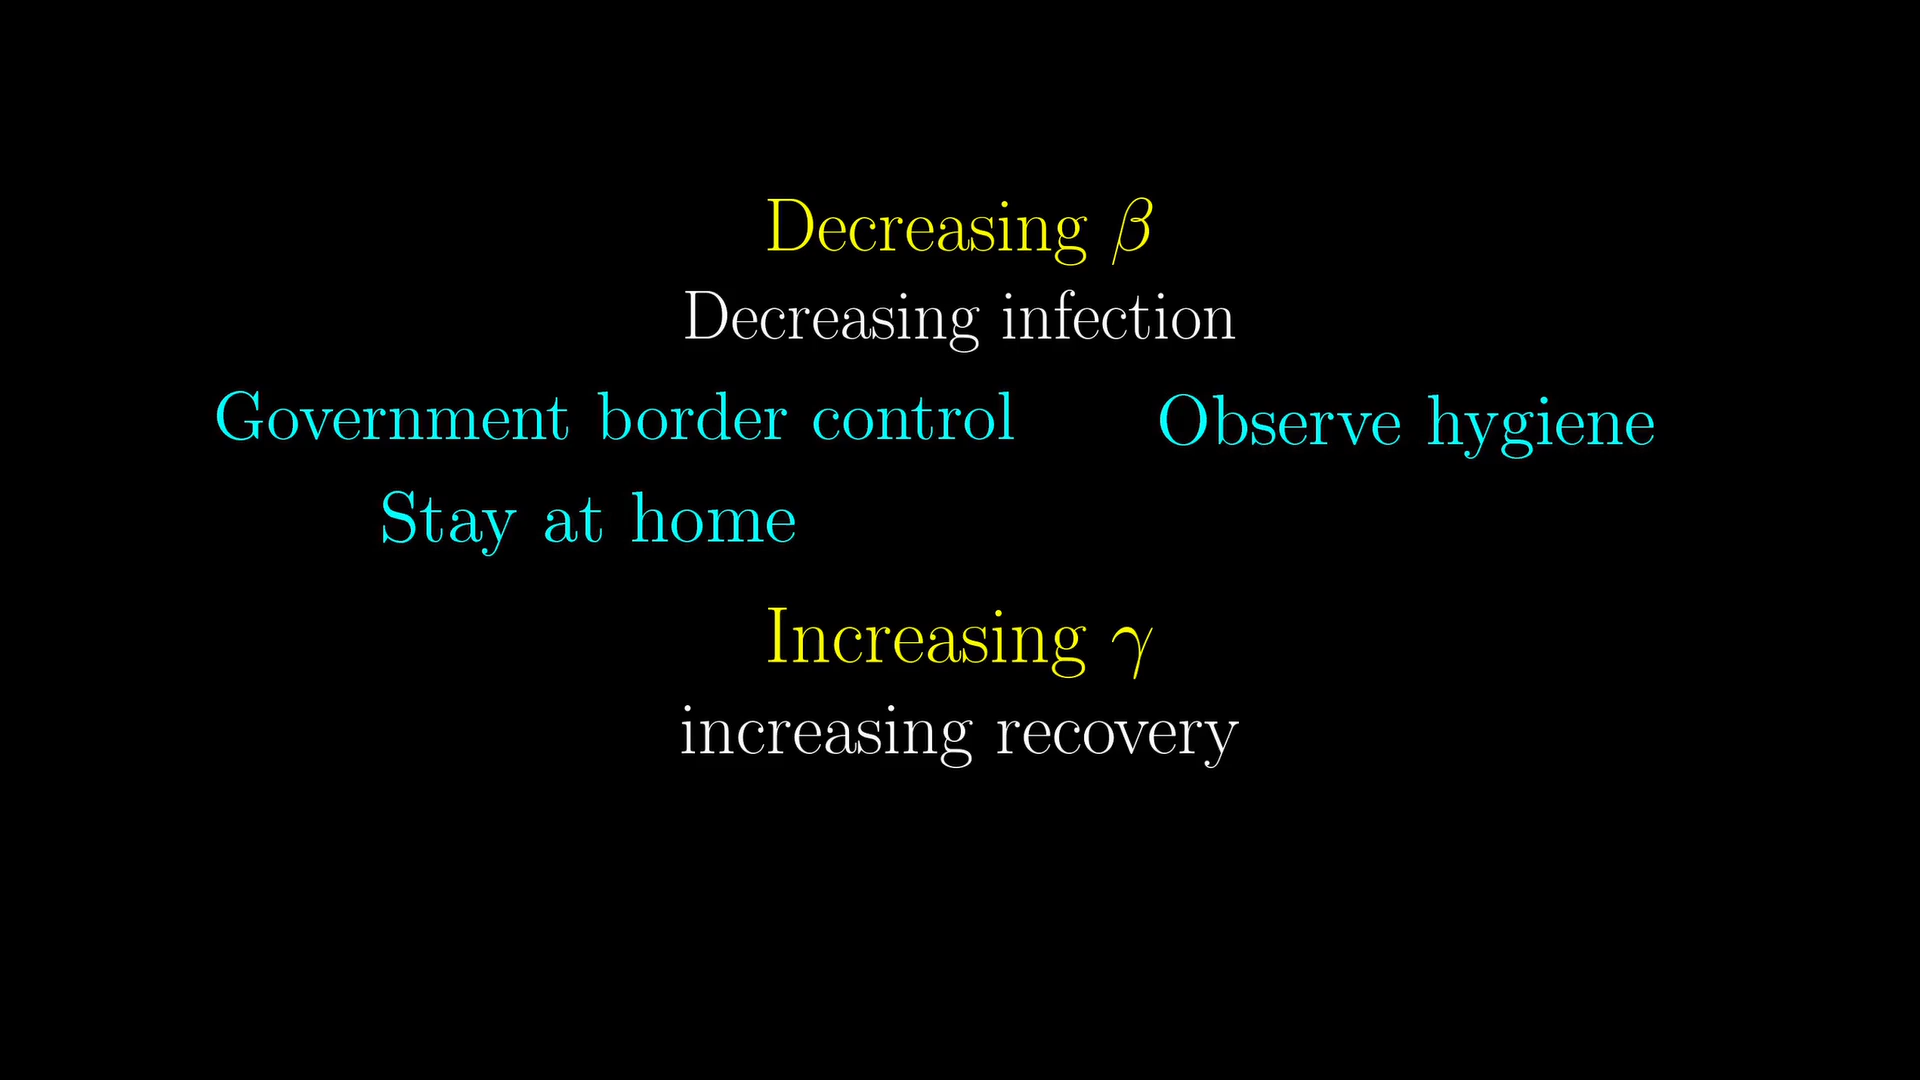 Decreasing β
Decreasing infection
Government border control Observe hygiene
Stay at home
Increasing γ
increasing recovery